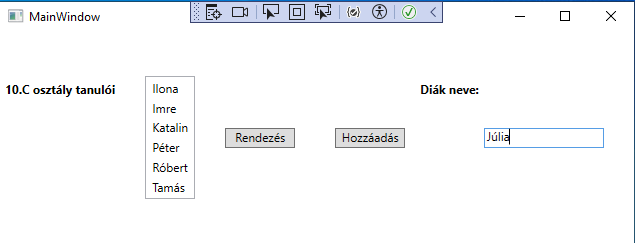 MainWindow
10.C osztály tanulói
Ilona
Imre
Katalin
Péter
Róbert
Tamás
Rendezés
Hozzáadás
Diák neve:
Júlia